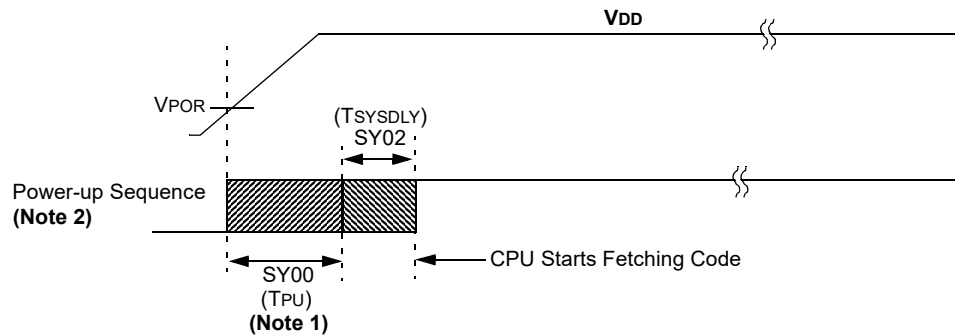 VDD
VPOR
(TSYSDLY)
SY02
Power-up Sequence
(Note 2)
CPU Starts Fetching Code
SY00
(TPU)
(Note 1)